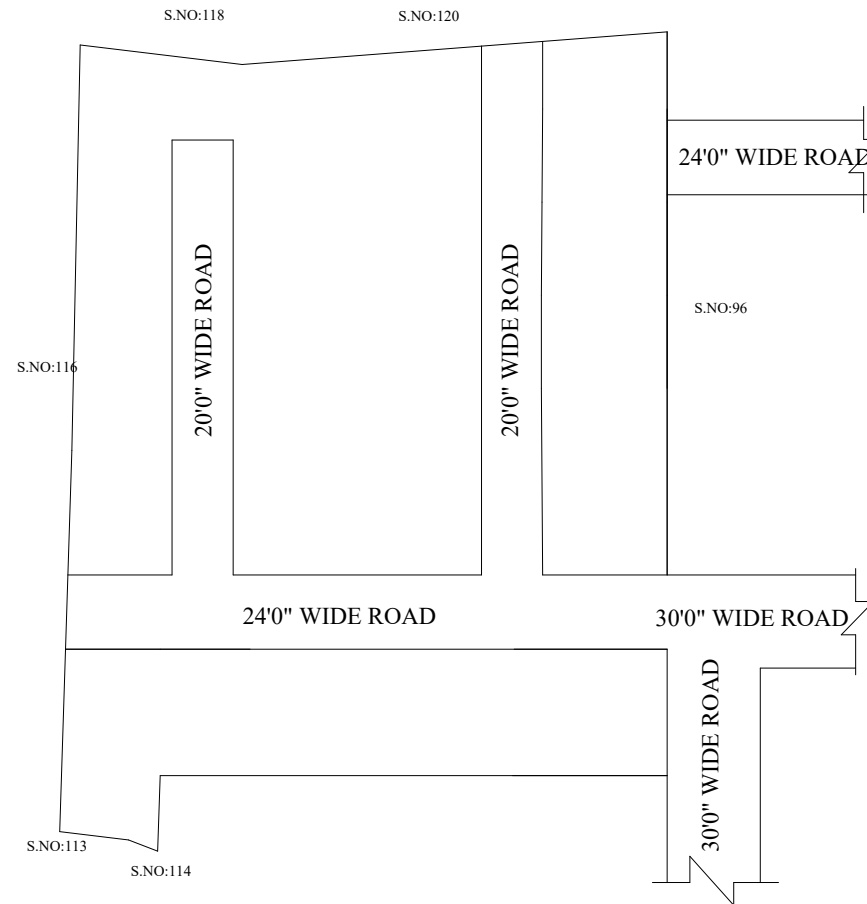 S.NO:118
S.NO:120
24'0" WIDE ROAD
20'0" WIDE ROAD
20'0" WIDE ROAD
S.NO:96
S.NO:116
24'0" WIDE ROAD
30'0" WIDE ROAD
30'0" WIDE ROAD
S.NO:113
S.NO:114